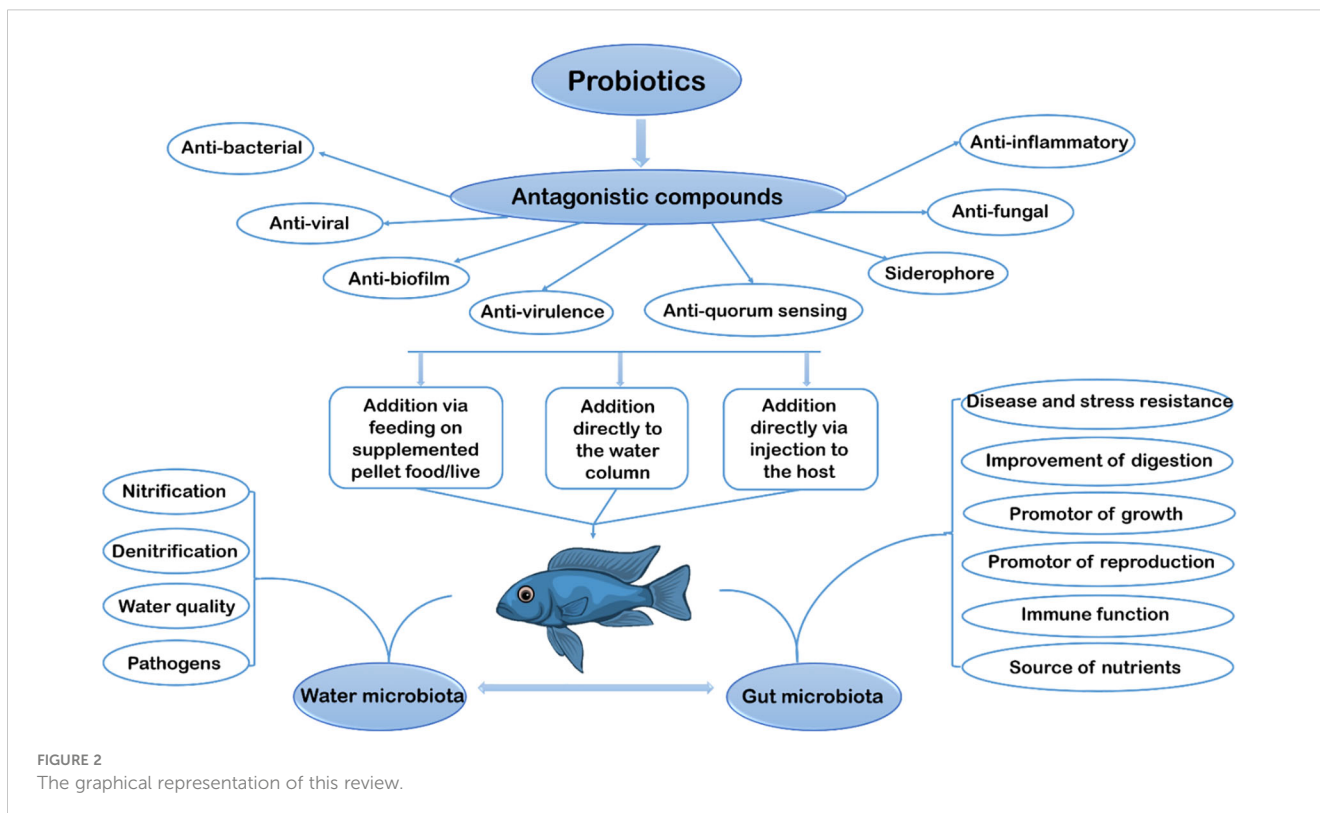 Probiotics
Antagonistic compounds
Anti-bacterial
Anti-viral
Anti-biofilm
Anti-virulence
Anti-quorum sensing
Siderophore
Anti-fungal
Anti-inflammatory
Addition via
feeding on
supplemented
pellet food/live
Addition
directly to
the water
column
Addition
directly via
injection to
the host
Nitrification
Denitrification
Water quality
Pathogens
Water microbiota
Gut microbiota
Disease and stress resistance
Improvement of digestion
Promotor of growth
Promotor of reproduction
Immune function
Source of nutrients
FIGURE 2
The graphical representation of this review.